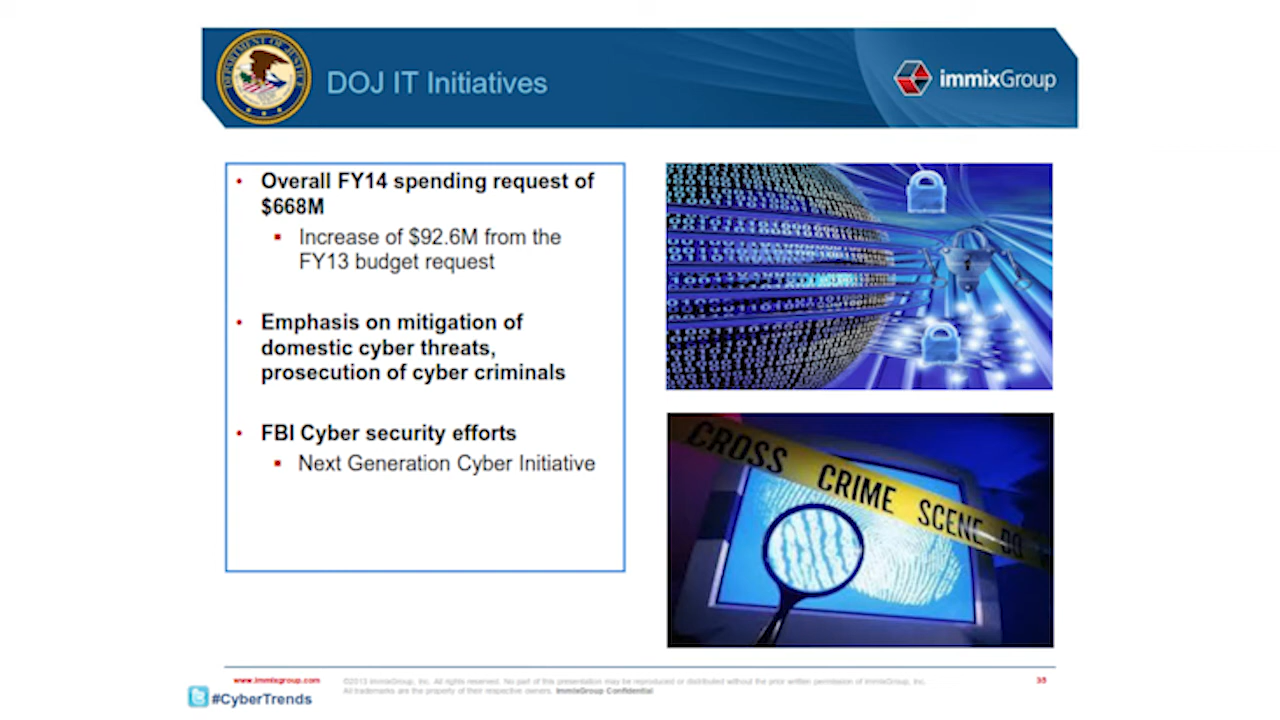 DEPARTMENT OF JUSTICE
DOJ IT Initiatives
immixGroup
• Overall FY14 spending request of
$668M
▪ Increase of $92.6M from the
FY13 budget request
• Emphasis on mitigation of
domestic cyber threats,
prosecution of cyber criminals
• FBI Cyber security efforts
▪ Next Generation Cyber Initiative
CROSS CRIME SCENE DO
www.immixgroup.com
©2013 immixGroup, Inc. All rights reserved. No part of this presentation may be reproduced or distributed without the prior written permission of immixGroup, Inc.
All trademarks are the property of their respective owners. immixGroup Confidential
35
#CyberTrends